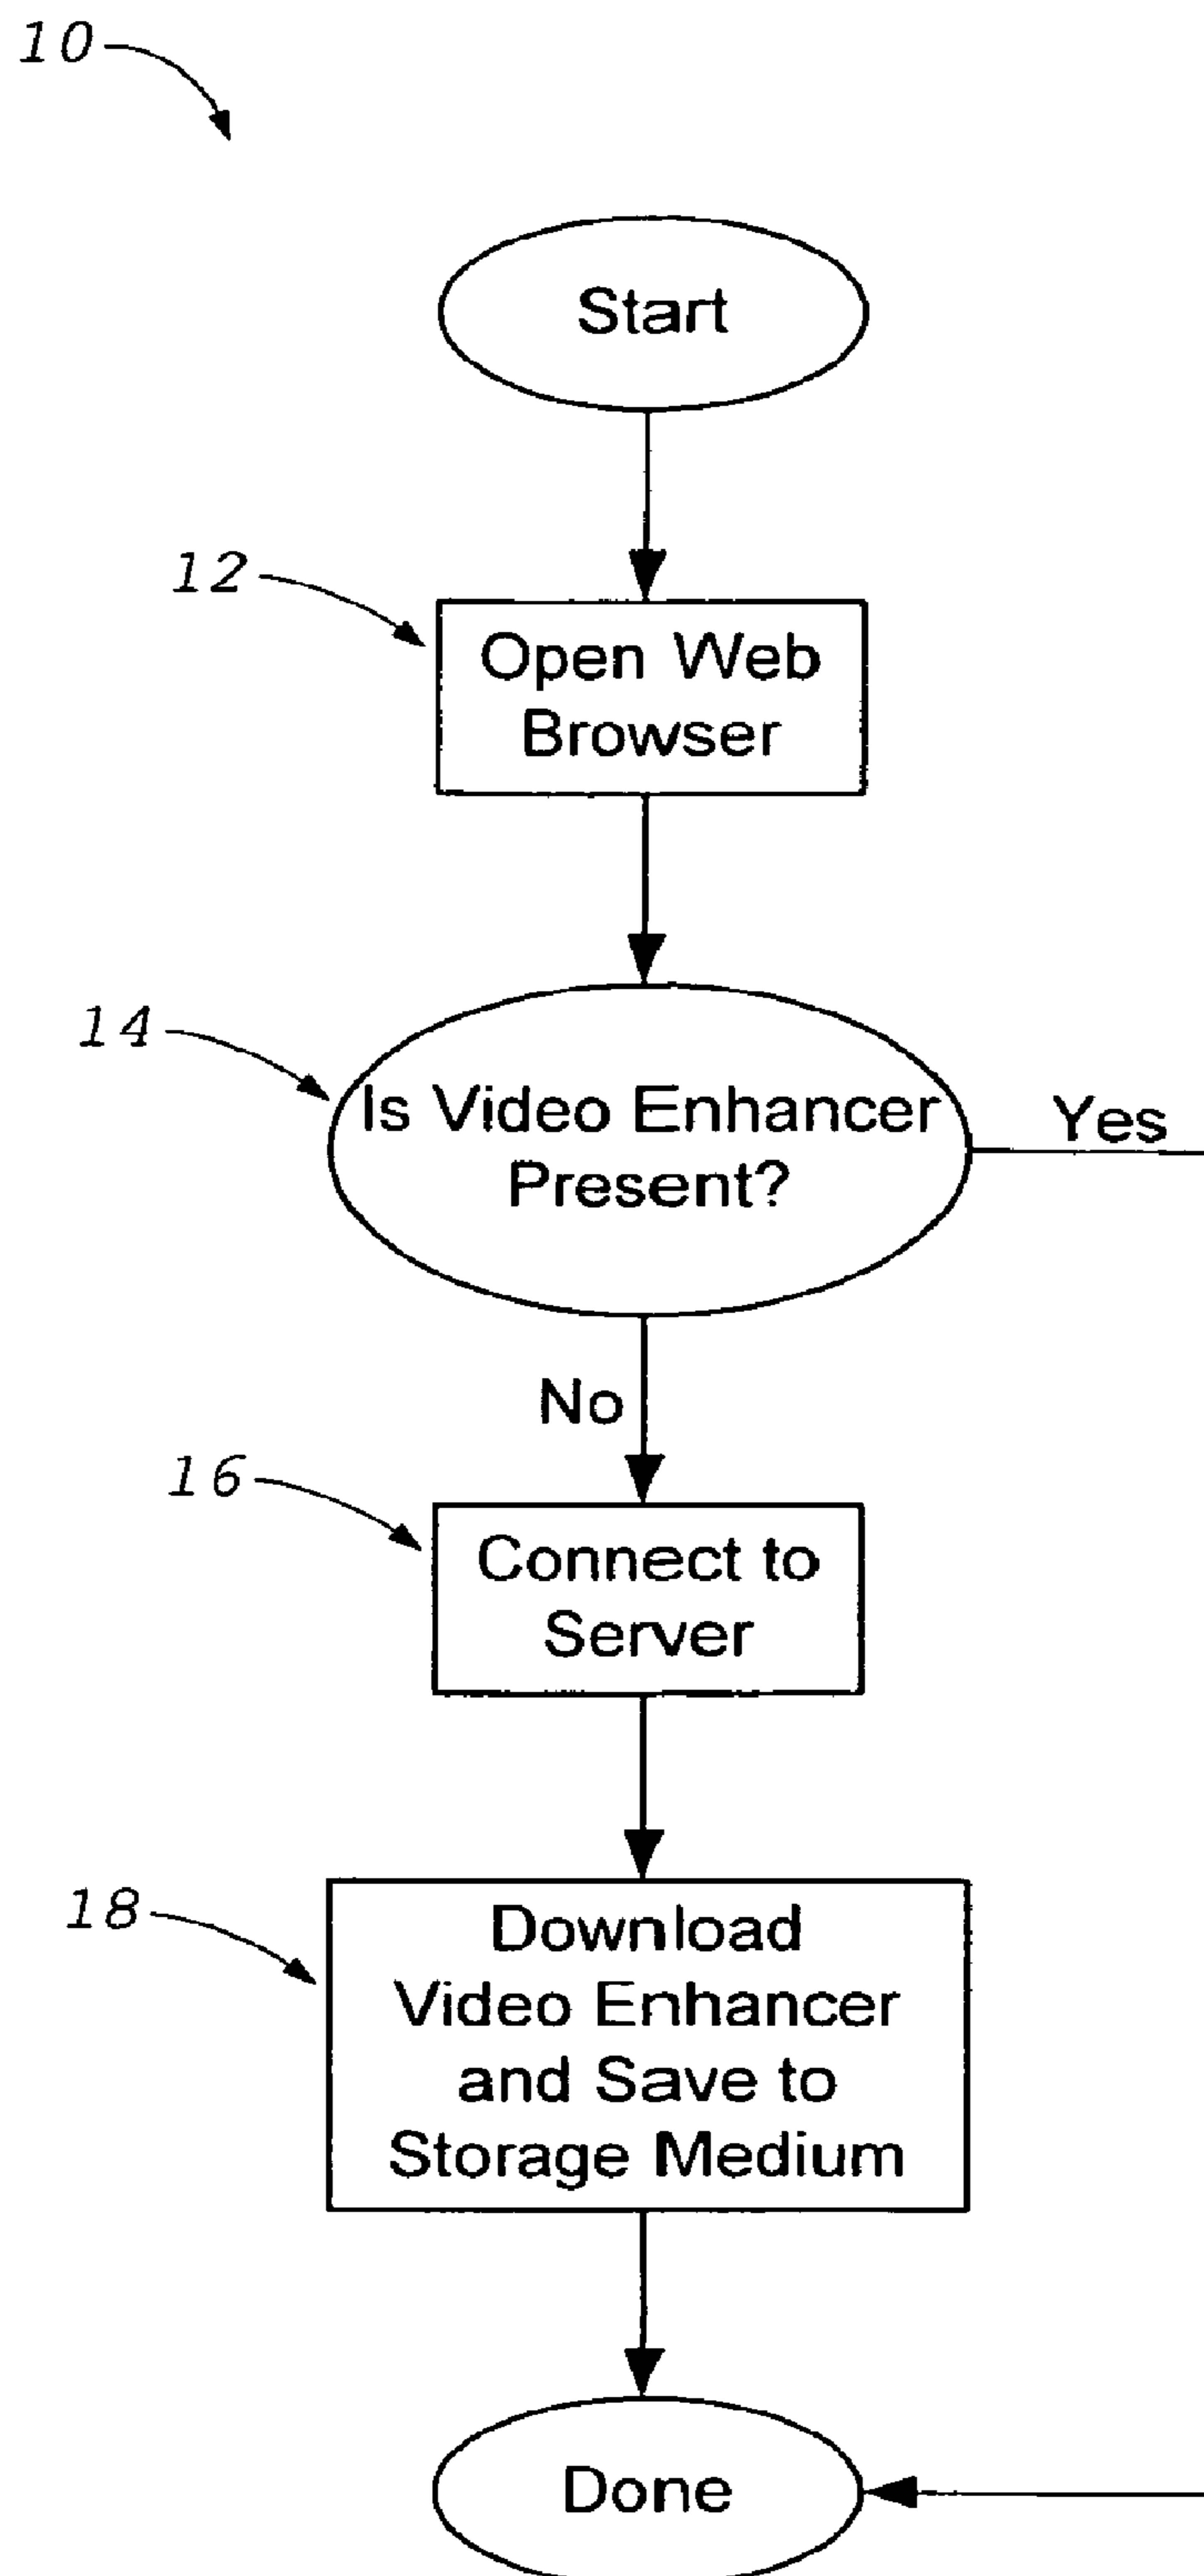 10
Start
12
Open Web
Browser
14
Is Video Enhancer
Present?
Yes
No
16
Connect to
Server
18
Download
Video Enhancer
and Save to
Storage Medium
Done